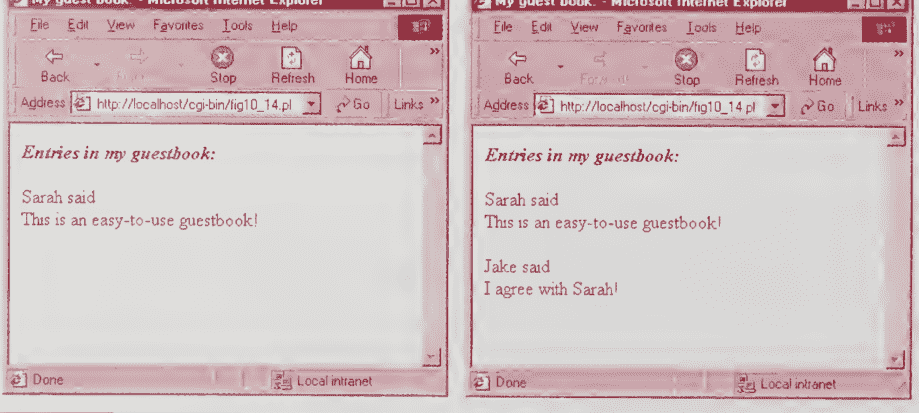 My guest book. - Microsoft Internet Explorer
File Edit View Favorites Tools Help
Back Stop Refresh Home »
Address http://localhost/cgi-bin/fig10_14.pl Go Links »
Entries in my guestbook:
Sarah said
This is an easy-to-use guestbook!
Done Local intranet
My guest book. - Microsoft Internet Explorer
File Edit View Favorites Tools Help
Back Forward Stop Refresh Home »
Address http://localhost/cgi-bin/fig10_14.pl Go Links »
Entries in my guestbook:
Sarah said
This is an easy-to-use guestbook!
Jake said
I agree with Sarah!
Done Local intranet